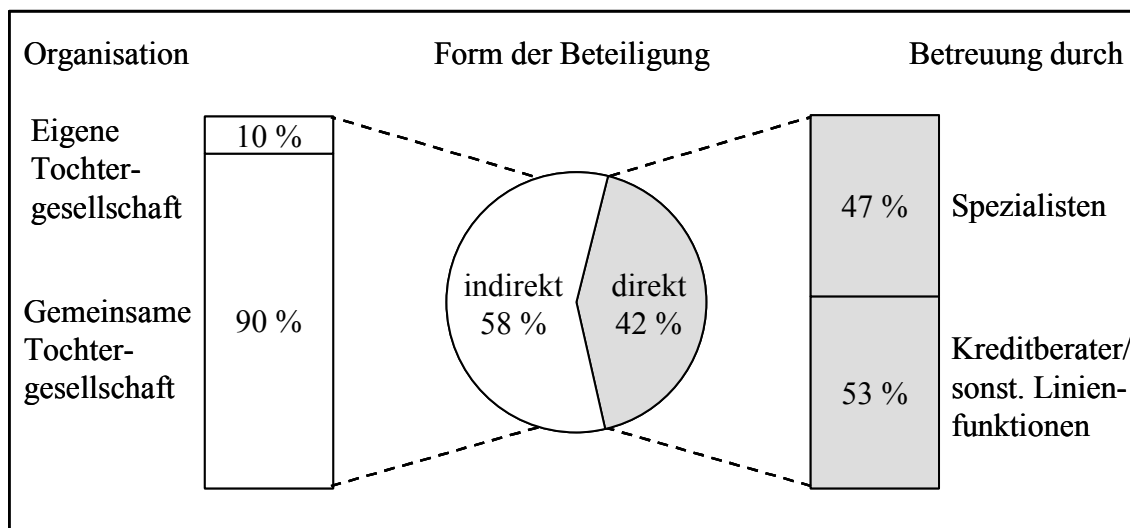 Organisation
Form der Beteiligung
Betreuung durch
Eigene
Tochter-
gesellschaft
10 %
Gemeinsame
Tochter-
gesellschaft
90 %
indirekt
58 %
direkt
42 %
47 %
Spezialisten
53 %
Kreditberater/
sonst. Linien-
funktionen